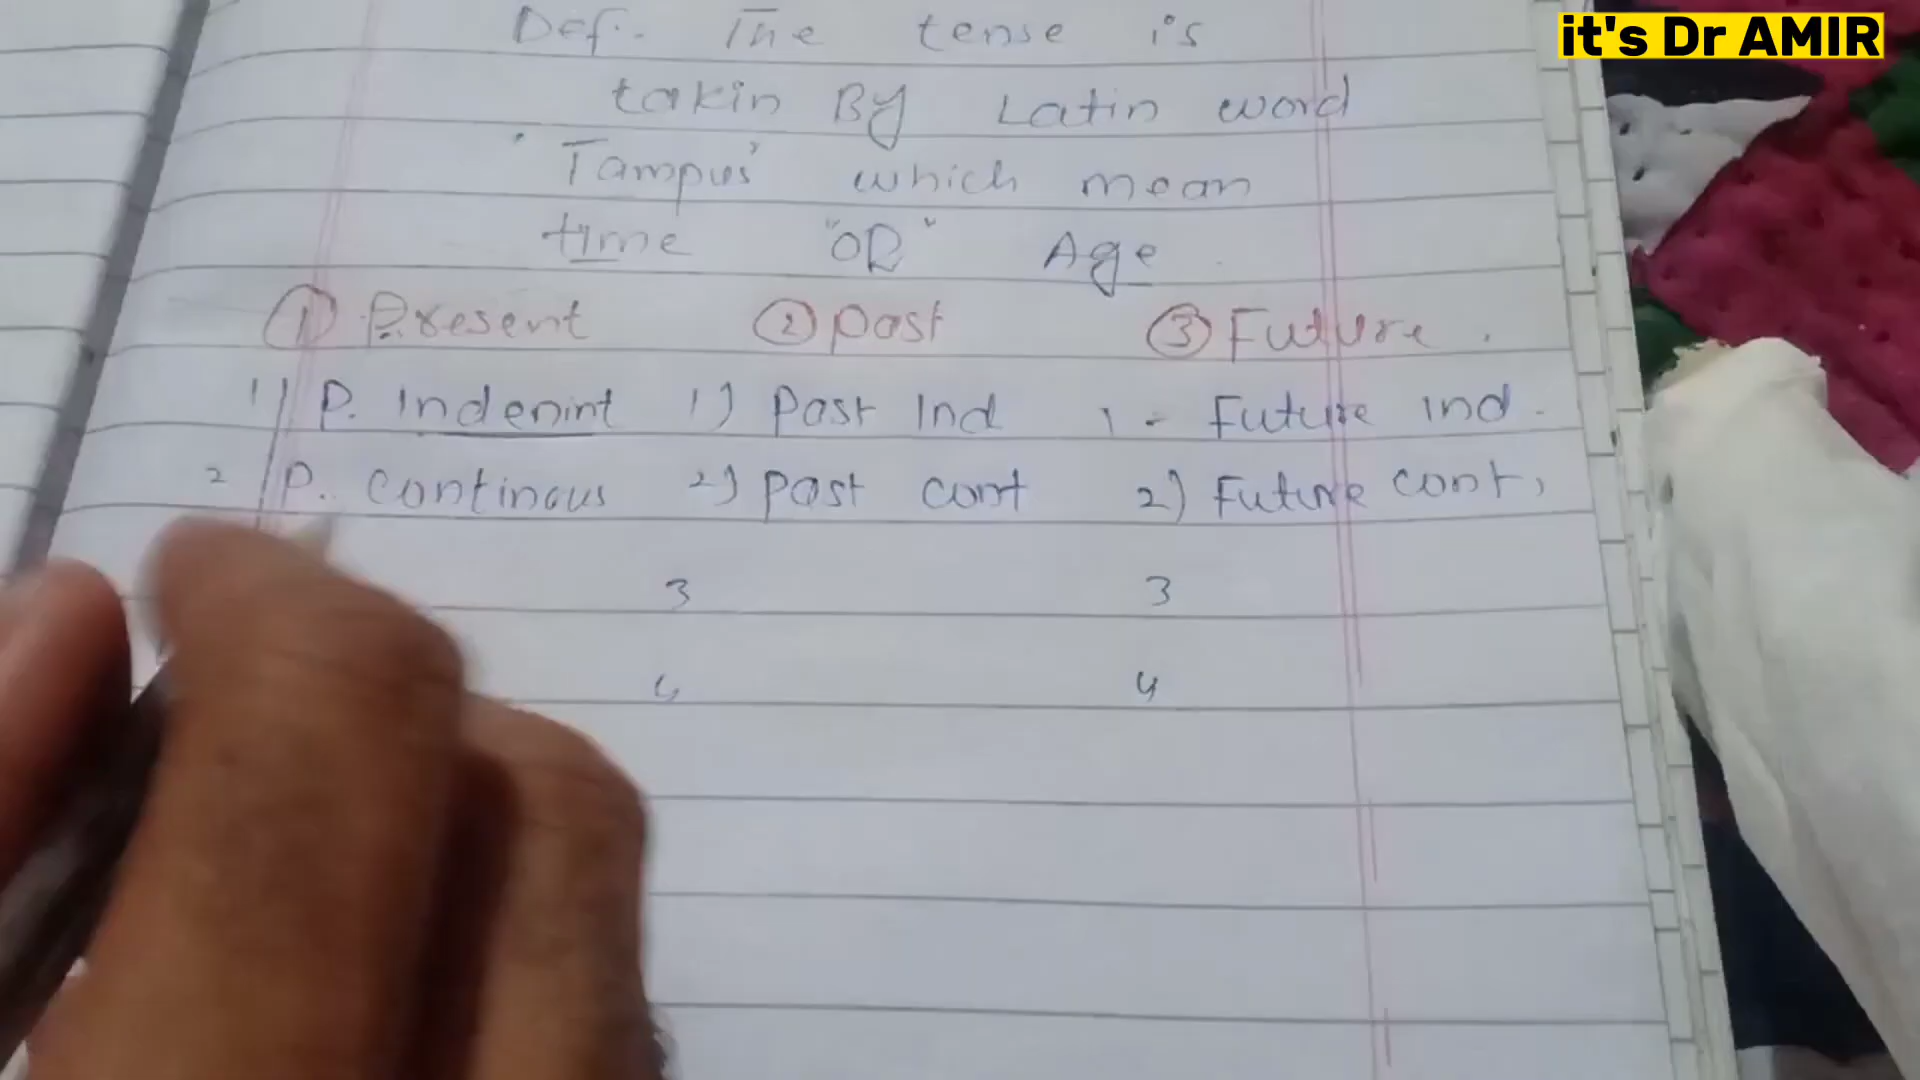 it's Dr AMIR
Def:. The tense is
takin By Latin word
'Tampus' which mean
time "OR" Age
① Present ② past ③ Future.
1) P. Indenint 1) Past Ind 1 - Future ind.
2 P. continous 2) past cont 2) Future cont,
3 3
4 4